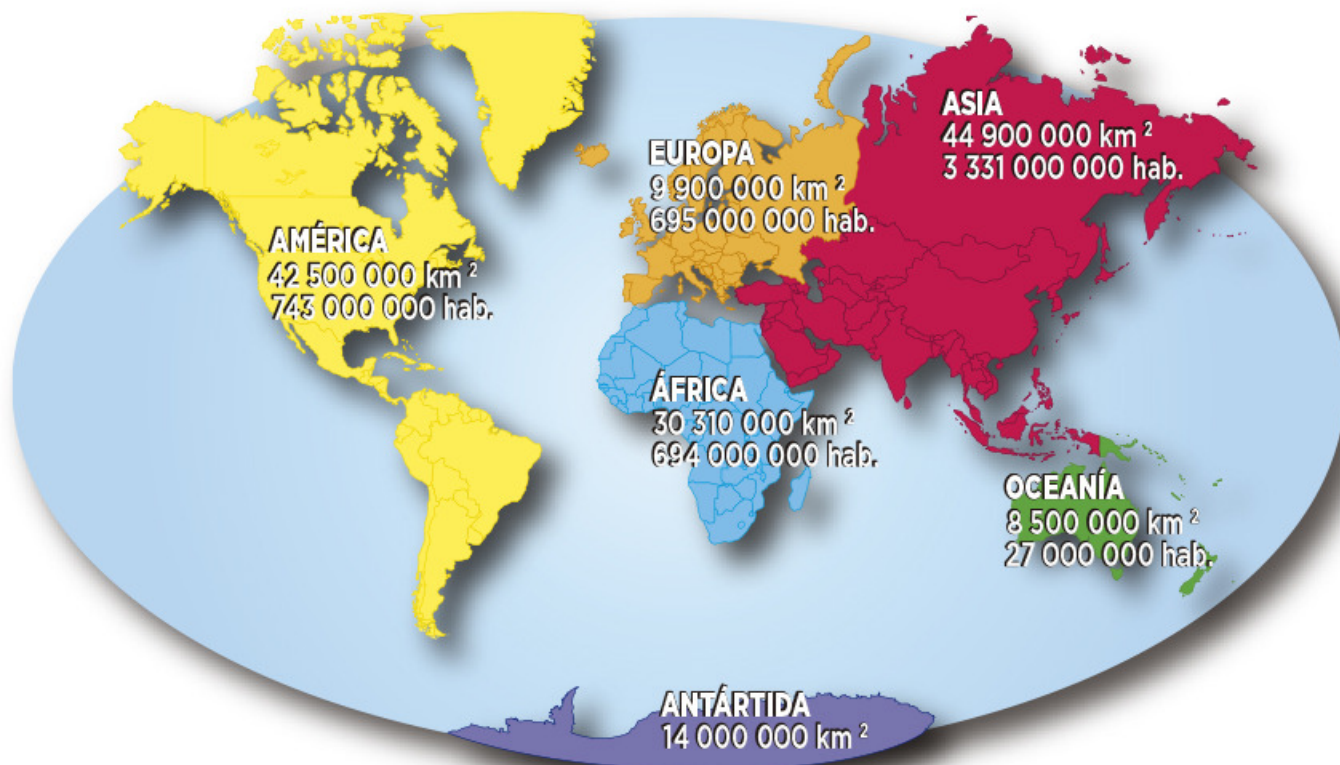 ASIA
44 900 000 km ²
3 331 000 000 hab.
EUROPA
9 900 000 km ²
695 000 000 hab.
AMÉRICA
42 500 000 km ²
743 000 000 hab.
ÁFRICA
30 310 000 km ²
694 000 000 hab.
OCEANÍA
8 500 000 km ²
27 000 000 hab.
ANTÁRTIDA
14 000 000 km ²